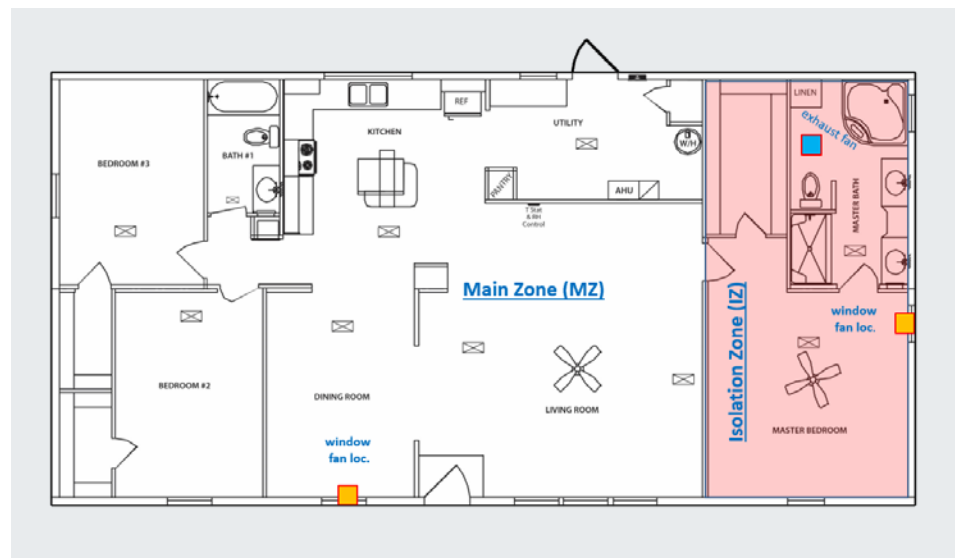 LINEN
REF
exhaust fan
UTILITY
KITCHEN
W/H
BATH #1
BEDROOM #3
PANTRY
AHU
MASTER BATH
T Stat
& RH
Control
Main Zone (MZ)
Isolation Zone (IZ)
window
fan loc.
BEDROOM #2
DINING ROOM
LIVING ROOM
MASTER BEDROOM
window
fan loc.